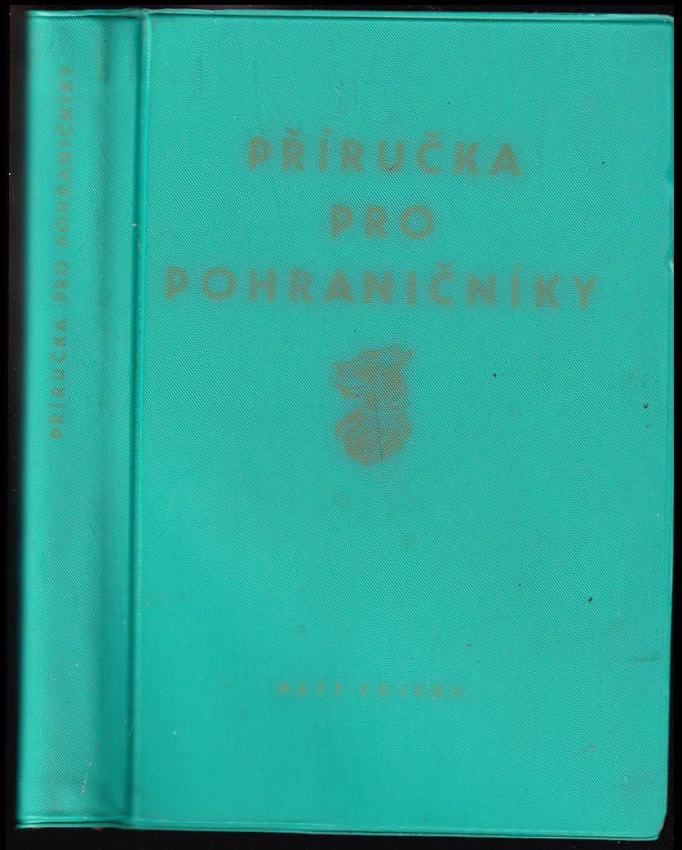 PŘÍRUČKA PRO POHRANIČNÍKY
PŘÍRUČKA
PRO
POHRANIČNÍKY
NAŠE VOJSKO